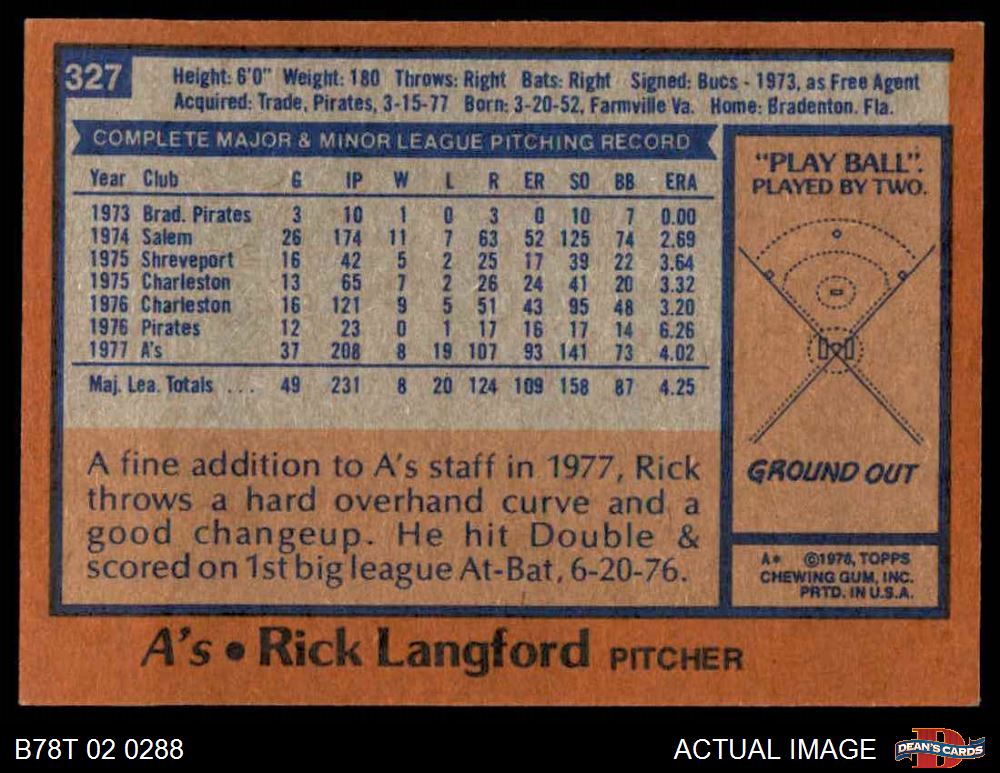 327
Height: 6'0" Weight: 180 Throws: Right Bats: Right Signed: Bucs - 1973, as Free Agent
Acquired: Trade, Pirates, 3-15-77 Born: 3-20-52, Farmville Va. Home: Bradenton, Fla.
COMPLETE MAJOR & MINOR LEAGUE PITCHING RECORD
Year Club G IP W L R ER SO BB ERA
1973 Brad. Pirates 3 10 1 0 3 0 10 7 0.00
1974 Salem 26 174 11 7 63 52 125 74 2.69
1975 Shreveport 16 42 5 2 25 17 39 22 3.64
1975 Charleston 13 65 7 2 26 24 41 20 3.32
1976 Charleston 16 121 9 5 51 43 95 48 3.20
1976 Pirates 12 23 0 1 17 16 17 14 6.26
1977 A's 37 208 8 19 107 93 141 73 4.02
Maj. Lea. Totals ... 49 231 8 20 124 109 158 87 4.25
A fine addition to A's staff in 1977, Rick
throws a hard overhand curve and a
good changeup. He hit Double &
scored on 1st big league At-Bat, 6-20-76.
"PLAY BALL":
PLAYED BY TWO.
GROUND OUT
A* ©1978, TOPPS
CHEWING GUM, INC.
PRTD. IN U.S.A.
A's • Rick Langford PITCHER
B78T 02 0288
ACTUAL IMAGE
D
DEAN'S CARDS